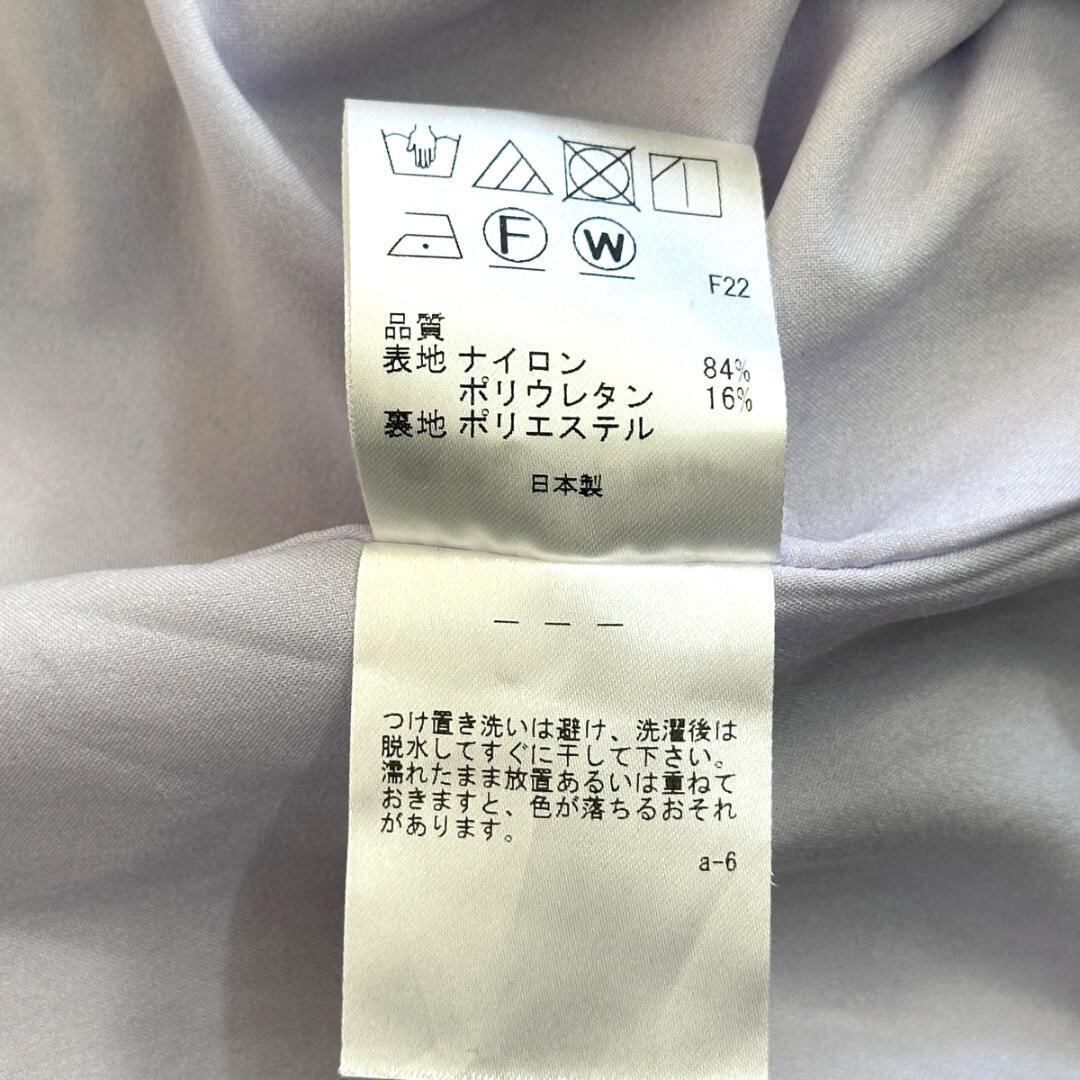 F W
F22
品質
表地 ナイロン 84%
ポリウレタン 16%
裏地 ポリエステル
日本製
— — —
つけ置き洗いは避け、洗濯後は
脱水してすぐに干して下さい。
濡れたまま放置あるいは重ねて
おきますと、色が落ちるおそれ
があります。
a-6